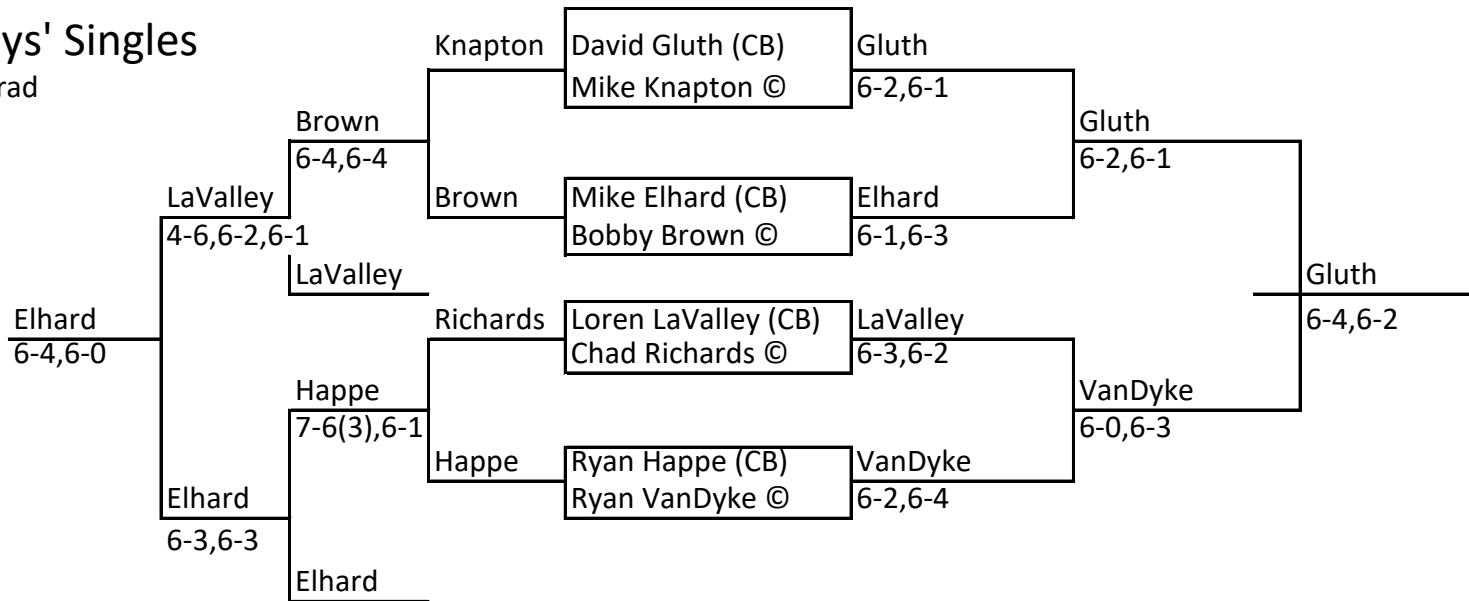 ys' Singles
rad
Knapton
David Gluth (CB)
Gluth
Mike Knapton ©
6-2,6-1
Brown
Gluth
6-4,6-4
6-2,6-1
LaValley
Brown
Mike Elhard (CB)
Elhard
4-6,6-2,6-1
Bobby Brown ©
6-1,6-3
LaValley
Gluth
Elhard
Richards
Loren LaValley (CB)
LaValley
6-4,6-2
6-4,6-0
Chad Richards ©
6-3,6-2
Happe
VanDyke
7-6(3),6-1
6-0,6-3
Happe
Ryan Happe (CB)
VanDyke
Elhard
Ryan VanDyke ©
6-2,6-4
6-3,6-3
Elhard